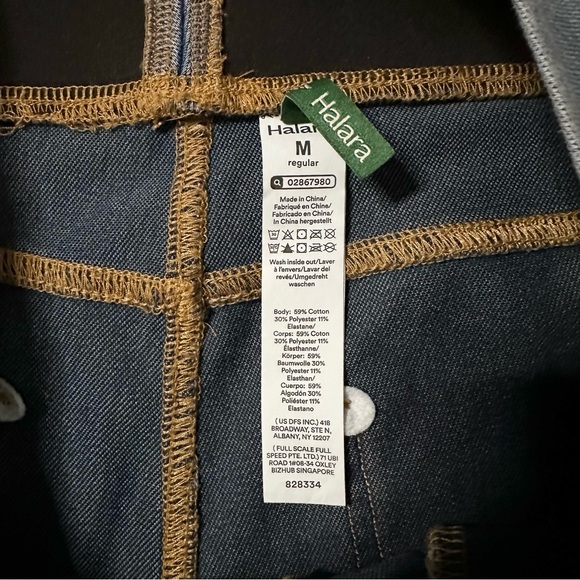 Halara
Halara
M
regular
02867980
Made in China/
Fabriqué en China/
Fabricado en China/
In China hergestellt
Wash inside out/Laver
à l'envers/Lavar del
revés/Umgedreht
waschen
Body: 59% Cotton
30% Polyester 11%
Elastane/
Corps: 59% Cotton
30% Polyester 11%
Élasthanne/
Körper: 59%
Baumwolle 30%
Polyester 11%
Elasthan/
Cuerpo: 59%
Algodón 30%
Poliéster 11%
Elastano
( US DFS INC.) 418
BROADWAY, STE N,
ALBANY, NY 12207
( FULL SCALE FULL
SPEED PTE. LTD.) 71 UBI
ROAD 1#08-34 OXLEY
BIZHUB SINGAPORE
828334